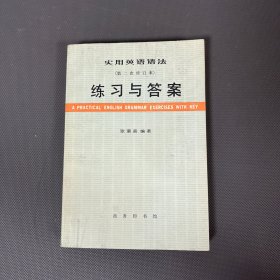 实用英语语法
(第二次修订本)
练习与答案
A PRACTICAL ENGLISH GRAMMAR EXERCISES WITH KEY
张道真 编著
商务印书馆